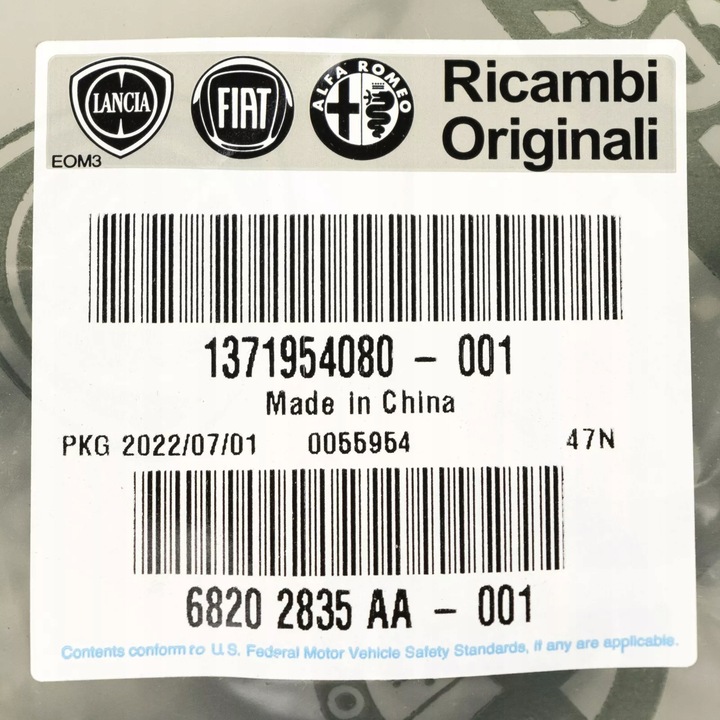 LANCIA FIAT ALFA ROMEO Ricambi
Originali
EOM3
1371954080 - 001
Made in China
PKG 2022/07/01 0055954 47N
6820 2835 AA - 001
Contents conform to U.S. Federal Motor Vehicle Safety Standards, if any are applicable.